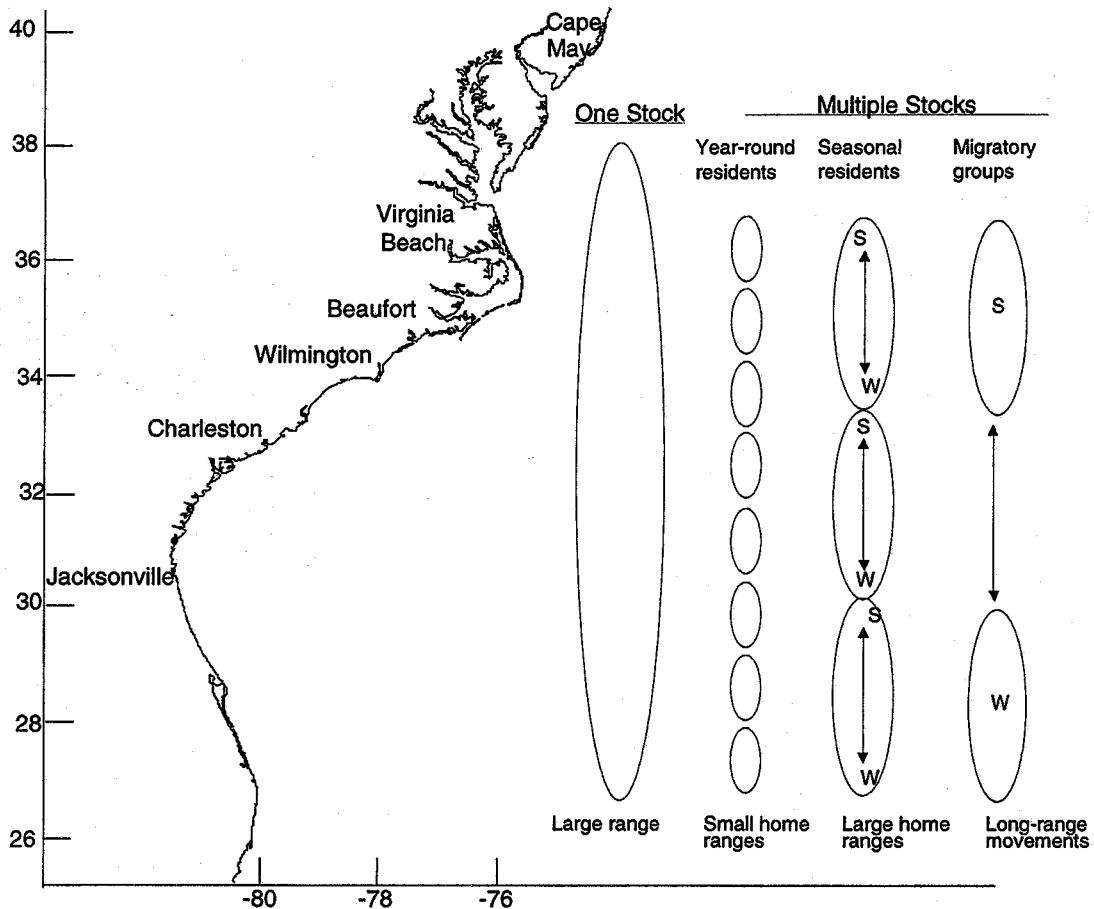 40
38
36
34
32
30
28
26
-80
-78
-76
Cape
May
Virginia
Beach
Beaufort
Wilmington
Charleston
Jacksonville
One Stock
Multiple Stocks
Year-round
residents
Seasonal
residents
Migratory
groups
S
W
S
W
S
W
S
W
Large range
Small home
ranges
Large home
ranges
Long-range
movements